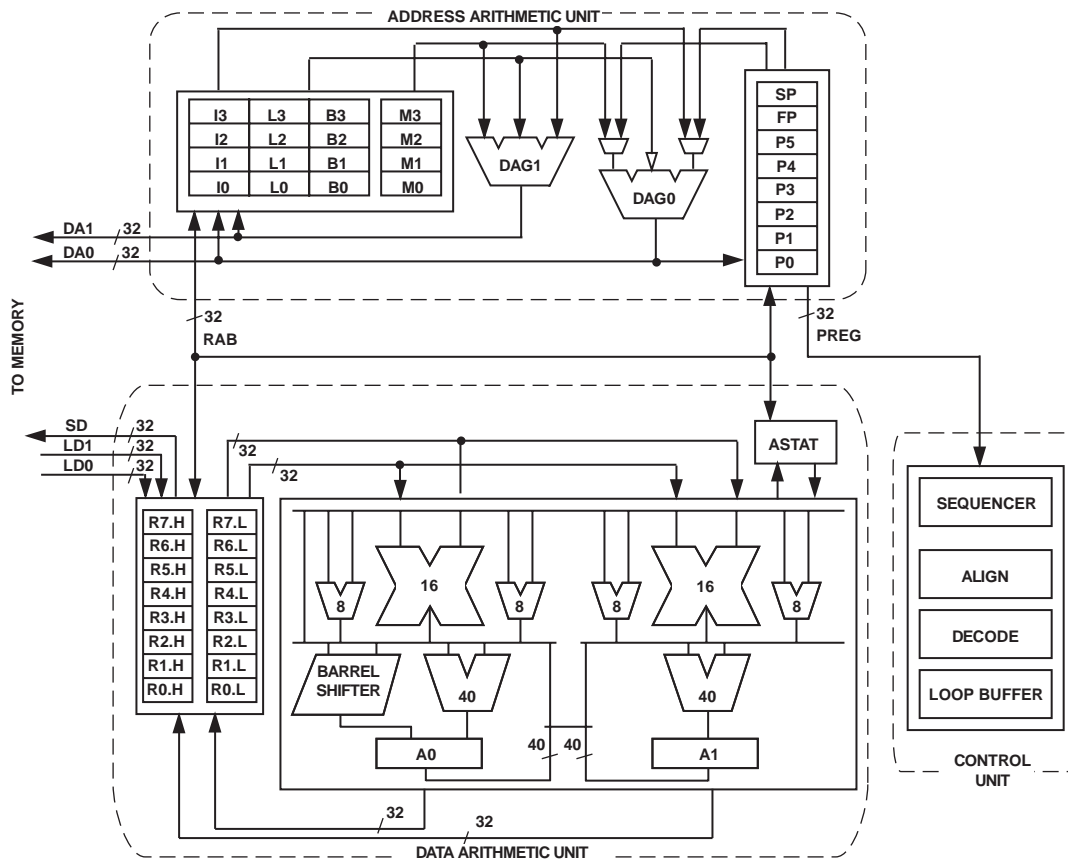 ADDRESS ARITHMETIC UNIT
I3 L3 B3 M3
I2 L2 B2 M2
I1 L1 B1 M1
I0 L0 B0 M0
DAG1
DAG0
SP
FP
P5
P4
P3
P2
P1
P0
DA1 32
DA0 32
32
RAB
32
PREG
TO MEMORY
SD 32
LD1 32
LD0 32
32
32
ASTAT
R7.H R7.L
R6.H R6.L
R5.H R5.L
R4.H R4.L
R3.H R3.L
R2.H R2.L
R1.H R1.L
R0.H R0.L
8 16 8 8 16 8
BARREL
SHIFTER
40
40
A0
40 40
A1
32
32
DATA ARITHMETIC UNIT
SEQUENCER
ALIGN
DECODE
LOOP BUFFER
CONTROL
UNIT